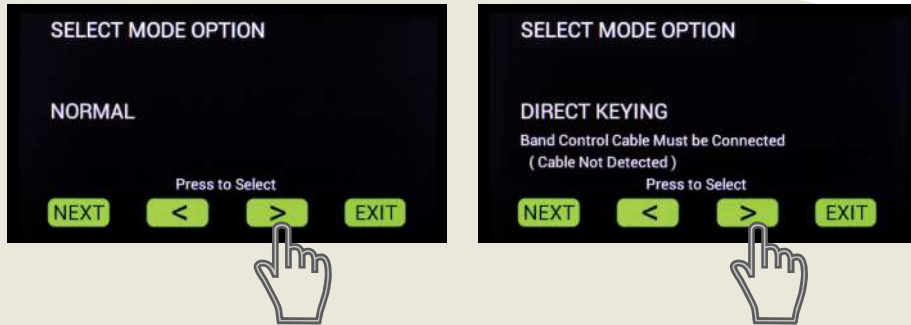 SELECT MODE OPTION
NORMAL
Press to Select
NEXT < > EXIT
SELECT MODE OPTION
DIRECT KEYING
Band Control Cable Must be Connected
( Cable Not Detected )
Press to Select
NEXT < > EXIT